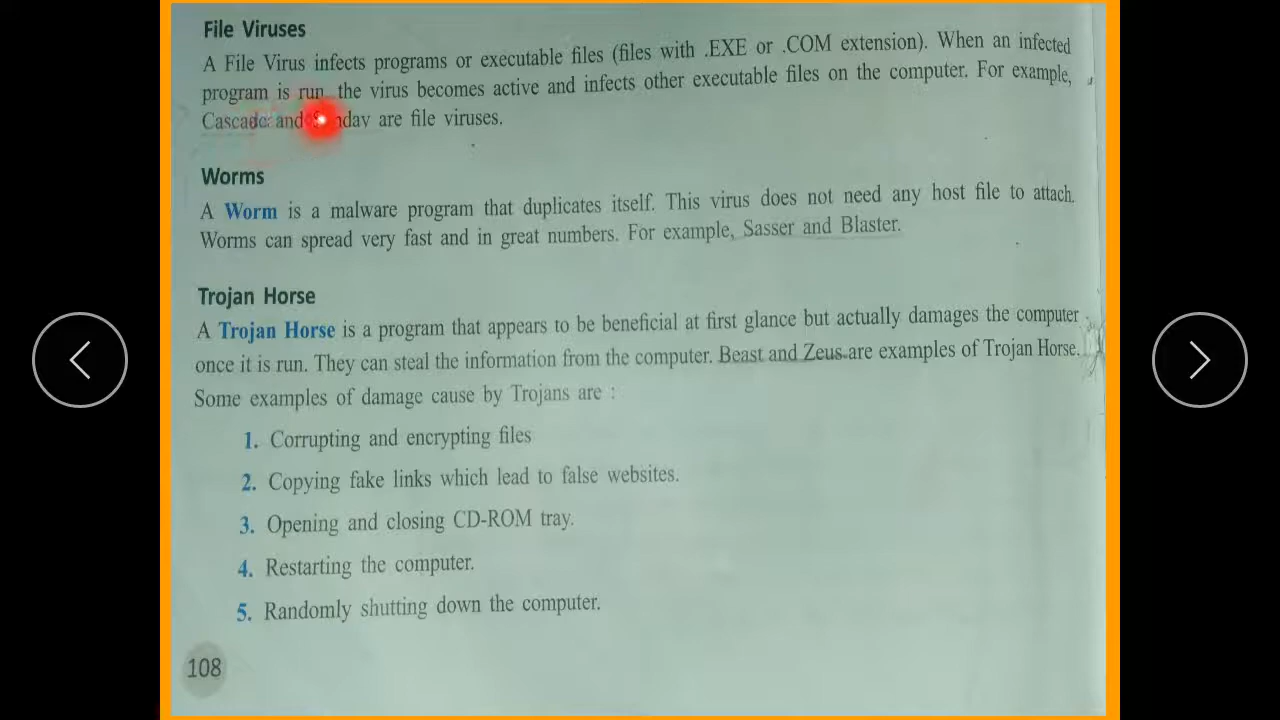 File Viruses
A File Virus infects programs or executable files (files with .EXE or .COM extension). When an infected
program is run, the virus becomes active and infects other executable files on the computer. For example,
Cascade and Sunday are file viruses.
Worms
A Worm is a malware program that duplicates itself. This virus does not need any host file to attach.
Worms can spread very fast and in great numbers. For example, Sasser and Blaster.
Trojan Horse
A Trojan Horse is a program that appears to be beneficial at first glance but actually damages the computer
once it is run. They can steal the information from the computer. Beast and Zeus are examples of Trojan Horse.
Some examples of damage cause by Trojans are :
1. Corrupting and encrypting files
2. Copying fake links which lead to false websites.
3. Opening and closing CD-ROM tray.
4. Restarting the computer.
5. Randomly shutting down the computer.
108